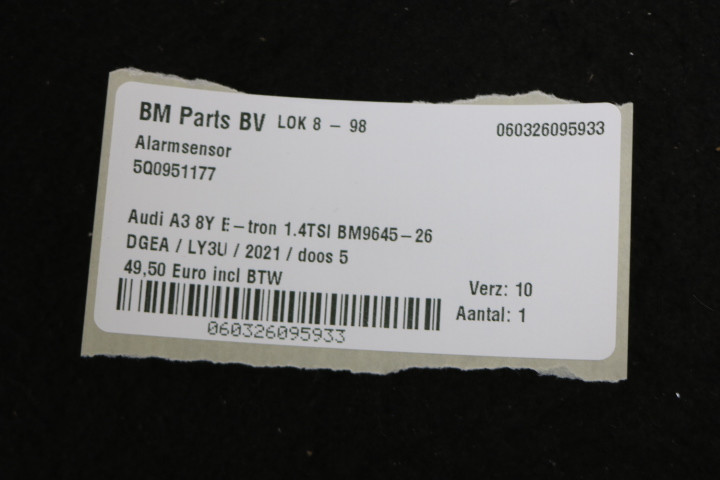 BM Parts BV LOK 8 - 98
060326095933
Alarmsensor
5Q0951177
Audi A3 8Y E-tron 1.4TSI BM9645-26
DGEA / LY3U / 2021 / doos 5
49,50 Euro incl BTW
Verz: 10
Aantal: 1
060326095933